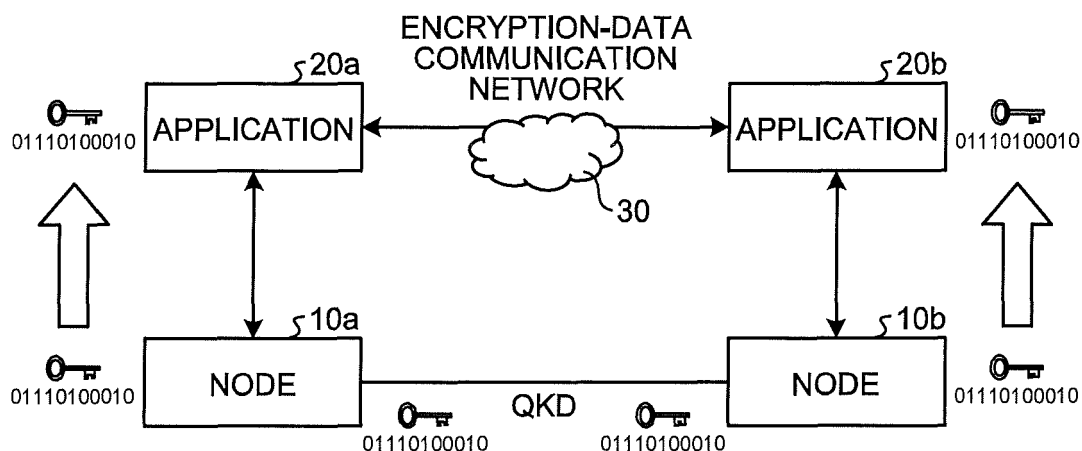 ENCRYPTION-DATA
COMMUNICATION
NETWORK
20a
20b
APPLICATION
APPLICATION
01110100010
01110100010
30
10a
10b
NODE
NODE
01110100010
01110100010
QKD
01110100010
01110100010